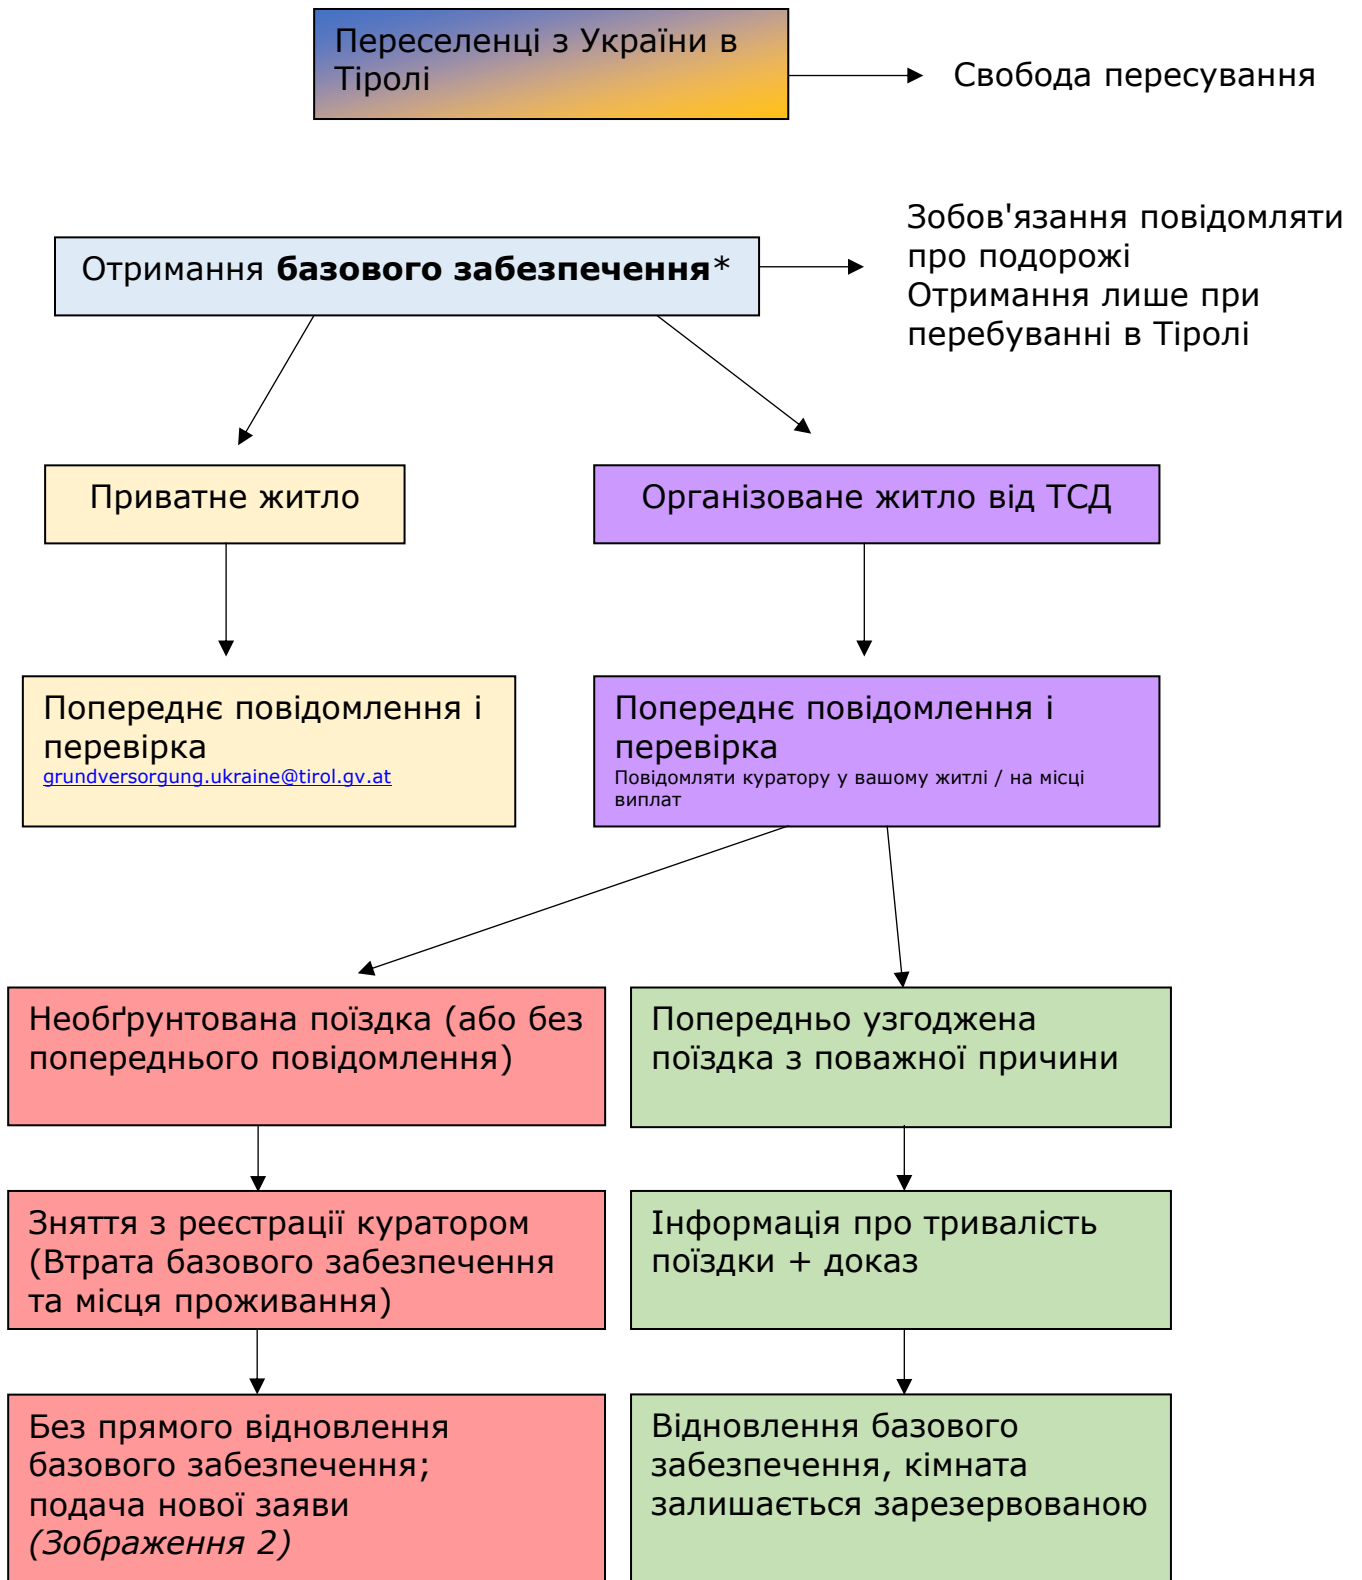 Переселенці з України в
Тіролі
Свобода пересування
Зобов'язання повідомляти
про подорожі
Отримання лише при
перебуванні в Тіролі
Отримання базового забезпечення*
Приватне житло
Організоване житло від ТСД
Попереднє повідомлення і
перевірка
grundversorgung.ukraine@tirol.gv.at
Попереднє повідомлення і
перевірка
Повідомляти куратору у вашому житлі / на місці
виплат
Необґрунтована поїздка (або без
попереднього повідомлення)
Попередньо узгоджена
поїздка з поважної причини
Зняття з реєстрації куратором
(Втрата базового забезпечення
та місця проживання)
Інформація про тривалість
поїздки + доказ
Без прямого відновлення
базового забезпечення;
подача нової заяви
(Зображення 2)
Відновлення базового
забезпечення, кімната
залишається зарезервованою